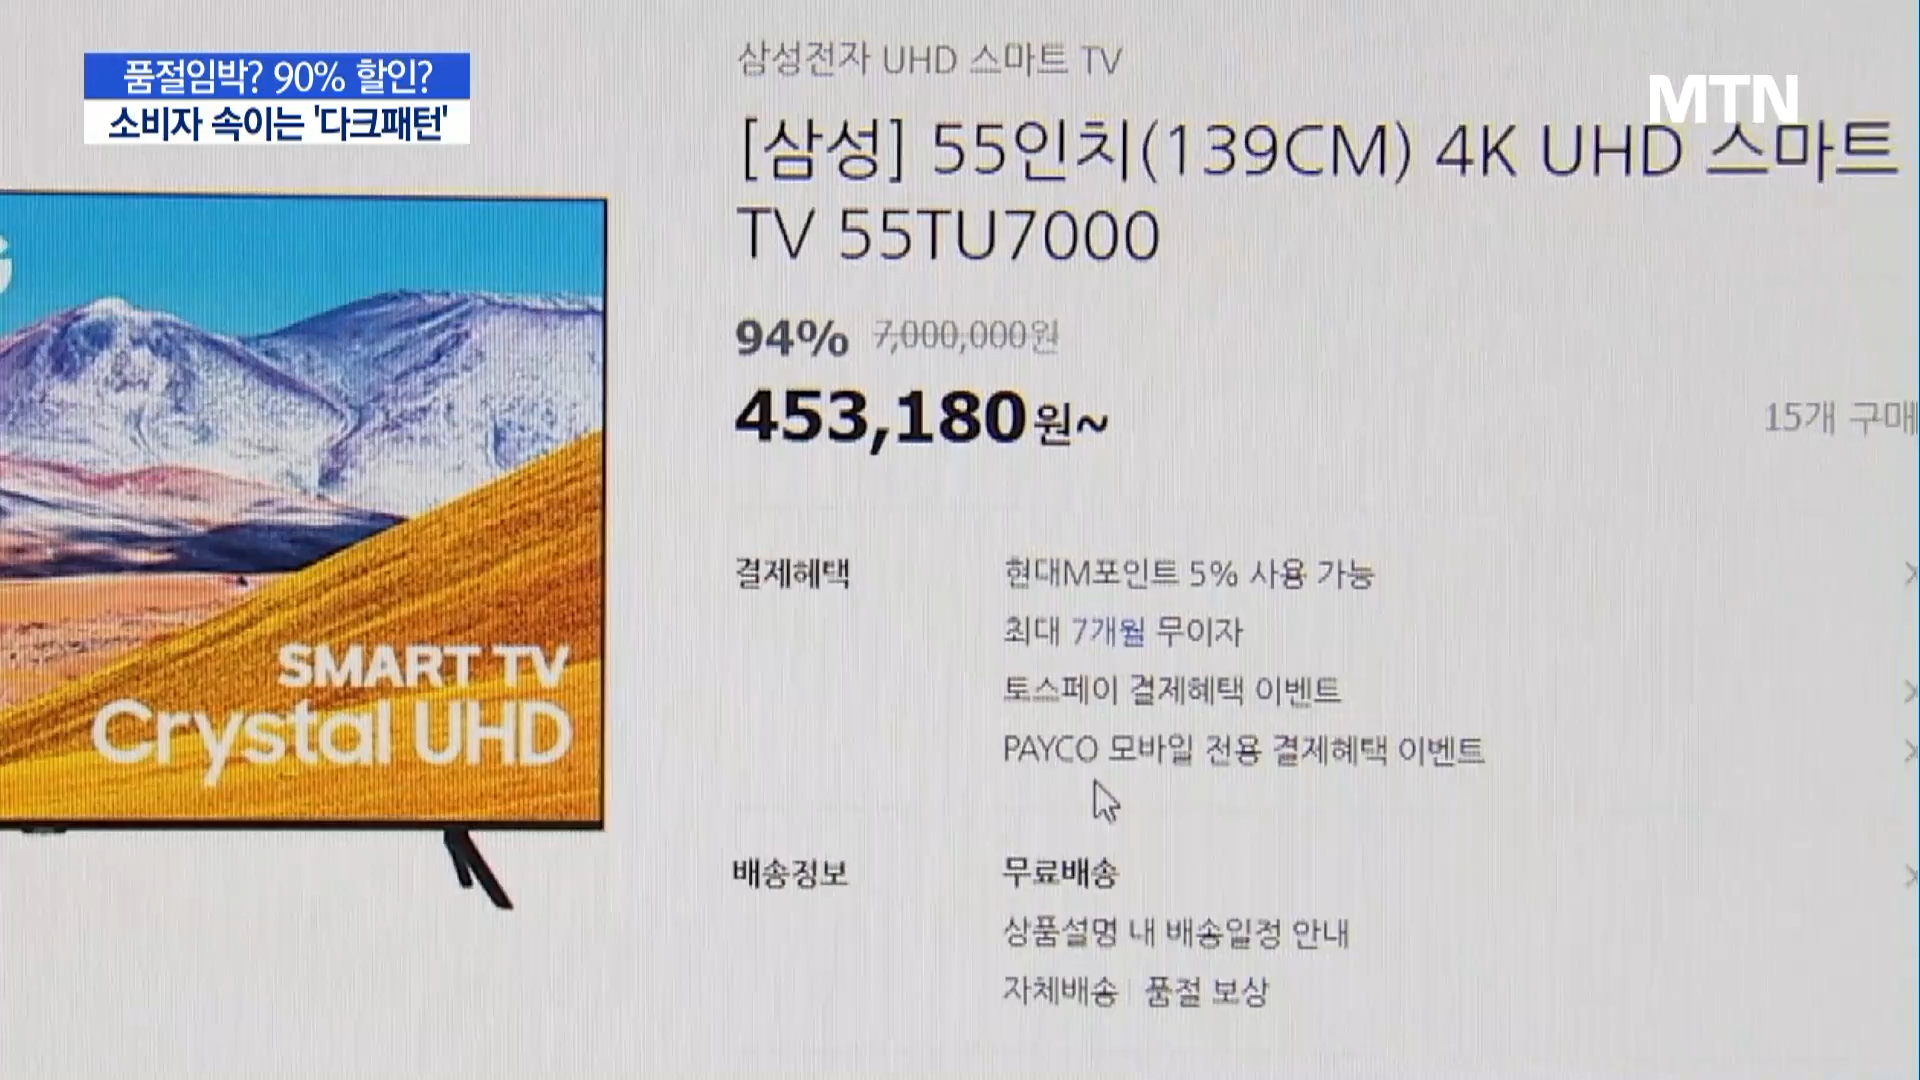 품절임박? 90% 할인?
소비자 속이는 '다크패턴'
MTN
삼성전자 UHD 스마트 TV
[삼성] 55인치(139CM) 4K UHD 스마트
TV 55TU7000
94% 7,000,000원
453,180원~
15개 구매
결제혜택
현대M포인트 5% 사용 가능
최대 7개월 무이자
토스페이 결제혜택 이벤트
PAYCO 모바일 전용 결제혜택 이벤트
배송정보
무료배송
상품설명 내 배송일정 안내
자체배송 | 품절 보상
G
SMART TV
Crystal UHD